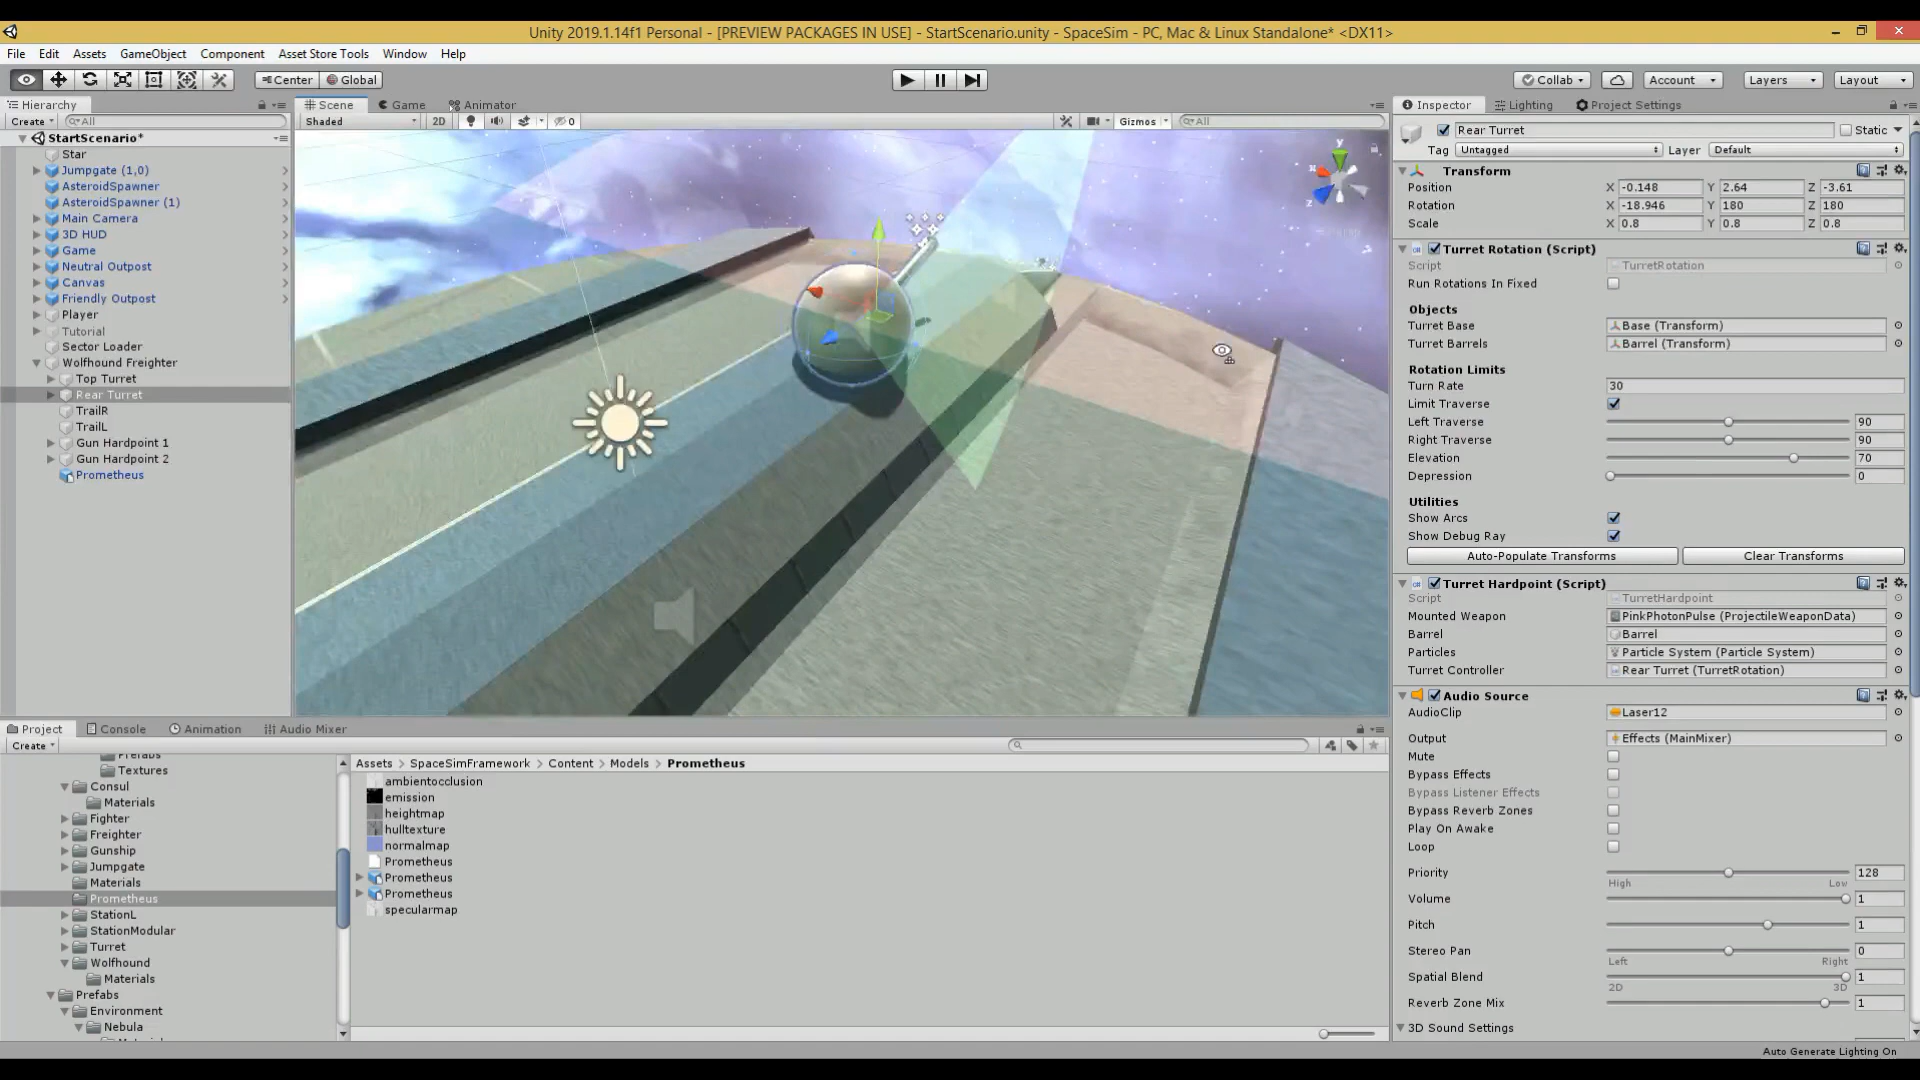 Unity 2019.1.14f1 Personal - [PREVIEW PACKAGES IN USE] - StartScenario.unity - SpaceSim - PC, Mac & Linux Standalone* <DX11>
File Edit Assets GameObject Component Asset Store Tools Window Help
Center Global Collab Account Layers Layout
Hierarchy
Create All
StartScenario*
Star
Jumpgate (1,0)
AsteroidSpawner
AsteroidSpawner (1)
Main Camera
3D HUD
Game
Neutral Outpost
Canvas
Friendly Outpost
Player
Tutorial
Sector Loader
Wolfhound Freighter
Top Turret
Rear Turret
TrailR
TrailL
Gun Hardpoint 1
Gun Hardpoint 2
Prometheus
Scene Game Animator
Shaded 2D 0 Gizmos All
y
x
z
Inspector Lighting Project Settings
Rear Turret Static
Tag Untagged Layer Default
Transform
Position X -0.148 Y 2.64 Z -3.61
Rotation X -18.946 Y 180 Z 180
Scale X 0.8 Y 0.8 Z 0.8
Turret Rotation (Script)
Script TurretRotation
Run Rotations In Fixed
Objects
Turret Base Base (Transform)
Turret Barrels Barrel (Transform)
Rotation Limits
Turn Rate 30
Limit Traverse
Left Traverse 90
Right Traverse 90
Elevation 70
Depression 0
Utilities
Show Arcs
Show Debug Ray
Auto-Populate Transforms Clear Transforms
Turret Hardpoint (Script)
Script TurretHardpoint
Mounted Weapon PinkPhotonPulse (ProjectileWeaponData)
Barrel Barrel
Particles Particle System (Particle System)
Turret Controller Rear Turret (TurretRotation)
Audio Source
AudioClip Laser12
Output Effects (MainMixer)
Mute
Bypass Effects
Bypass Listener Effects
Bypass Reverb Zones
Play On Awake
Loop
Priority 128
High Low
Volume 1
Pitch 1
Stereo Pan 0
Left Right
Spatial Blend 1
2D 3D
Reverb Zone Mix 1
3D Sound Settings
Project Console Animation Audio Mixer
Create
Prefabs
Textures
Consul
Materials
Fighter
Freighter
Gunship
Jumpgate
Materials
Prometheus
StationL
StationModular
Turret
Wolfhound
Materials
Prefabs
Environment
Nebula
Assets > SpaceSimFramework > Content > Models > Prometheus
ambientocclusion
emission
heightmap
hulltexture
normalmap
Prometheus
Prometheus
Prometheus
specularmap
Auto Generate Lighting On